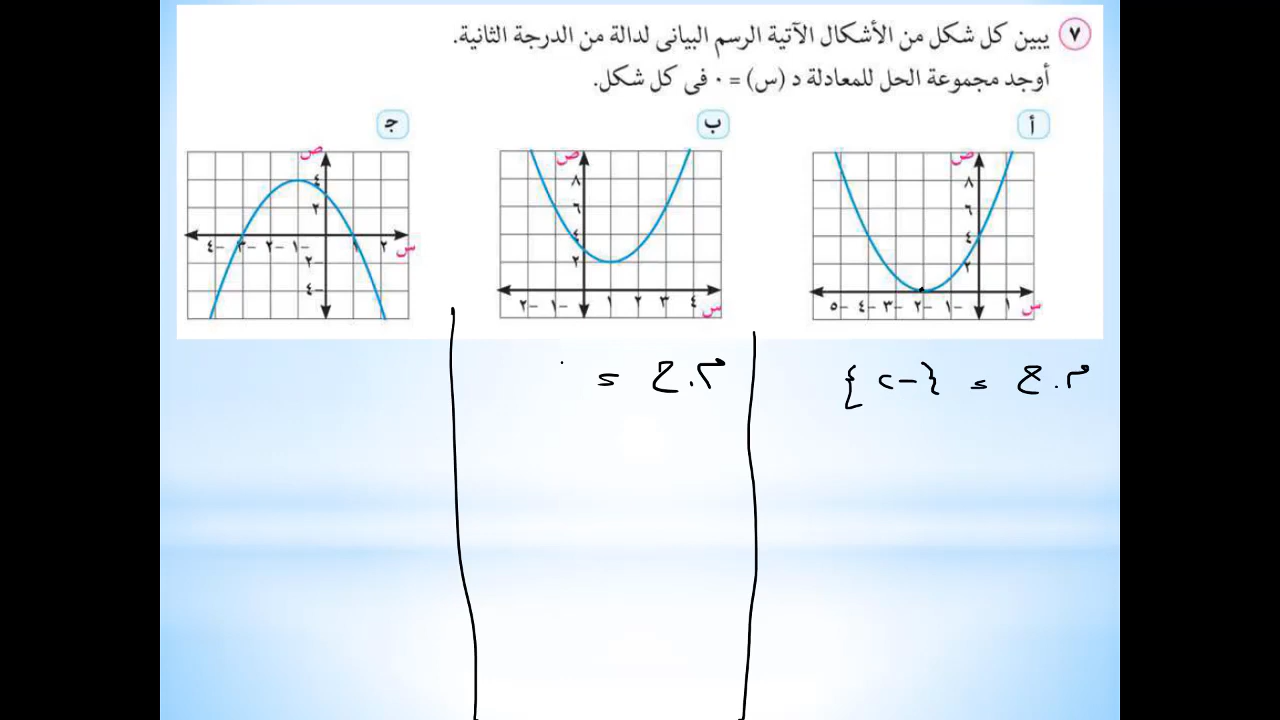 ٧ يبين كل شكل من الأشكال الآتية الرسم البيانى لدالة من الدرجة الثانية.
أوجد مجموعة الحل للمعادلة د (س) = ٠ فى كل شكل.
أ
ص
٨
٦
٤
٢
٥- ٤- ٣- ٢- ١- ١
س
ب
ص
٨
٦
٤
٢
٢- ١- ١ ٢ ٣ ٤
س
ج
ص
٤
٢
٤- ٣- ٢- ١- ١ ٢
س
٢-
٤-
م.ح = {-٢}
م.ح =